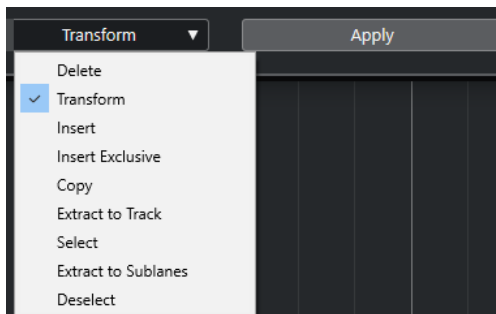 Transform Apply
Delete
Transform
Insert
Insert Exclusive
Copy
Extract to Track
Select
Extract to Sublanes
Deselect